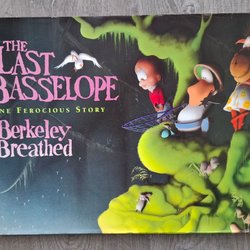 THE
LAST
BASSELOPE
ONE FEROCIOUS STORY
Berkeley
Breathed